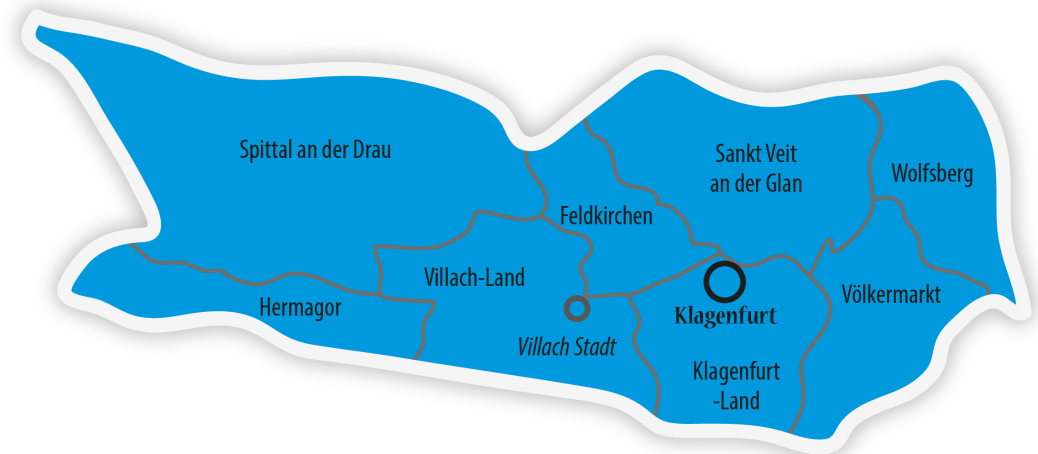 Spittal an der Drau
Sankt Veit
an der Glan
Wolfsberg
Feldkirchen
Villach-Land
Hermagor
Völkermarkt
Klagenfurt
Villach Stadt
Klagenfurt
-Land